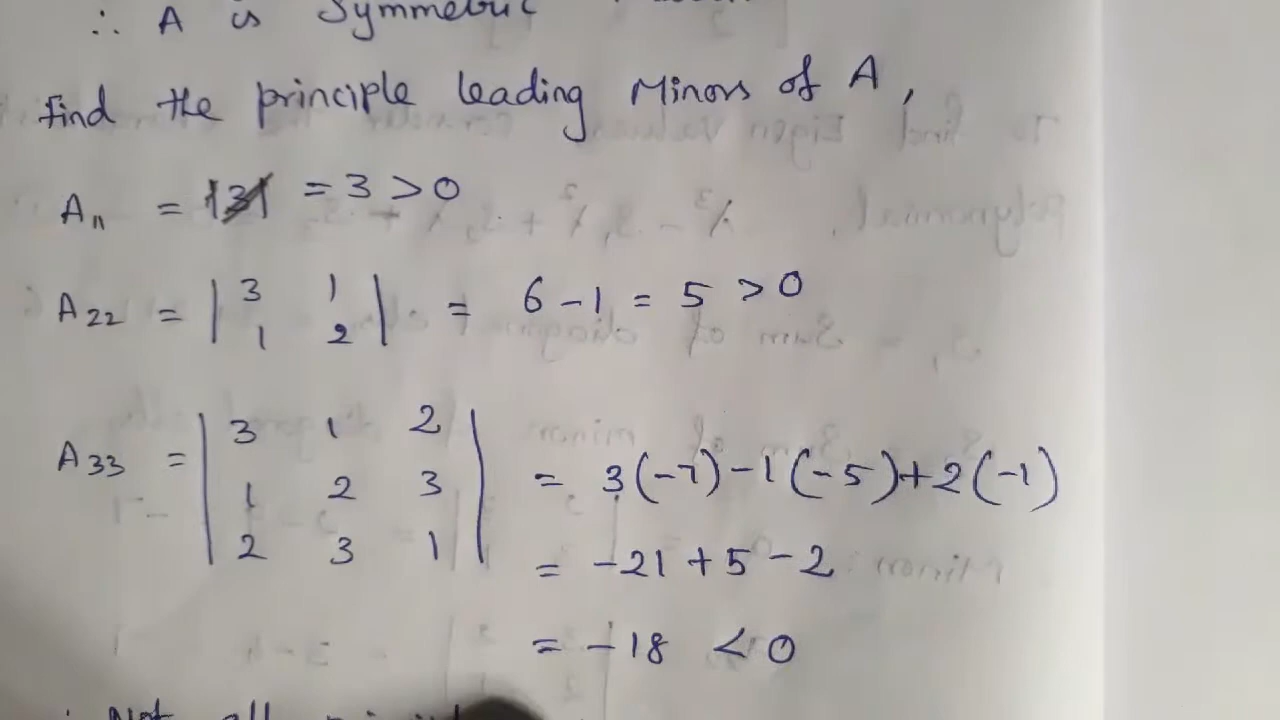 ∴ A is Symmetric
Find the principle leading Minors of A,
A₁₁ = |3| = 3 > 0
A₂₂ = | 3 1 | = 6 - 1 = 5 > 0
1 2
A₃₃ = | 3 1 2 |
1 2 3 = 3(-7) - 1(-5) + 2(-1)
2 3 1 = -21 + 5 - 2
= -18 < 0
Not all